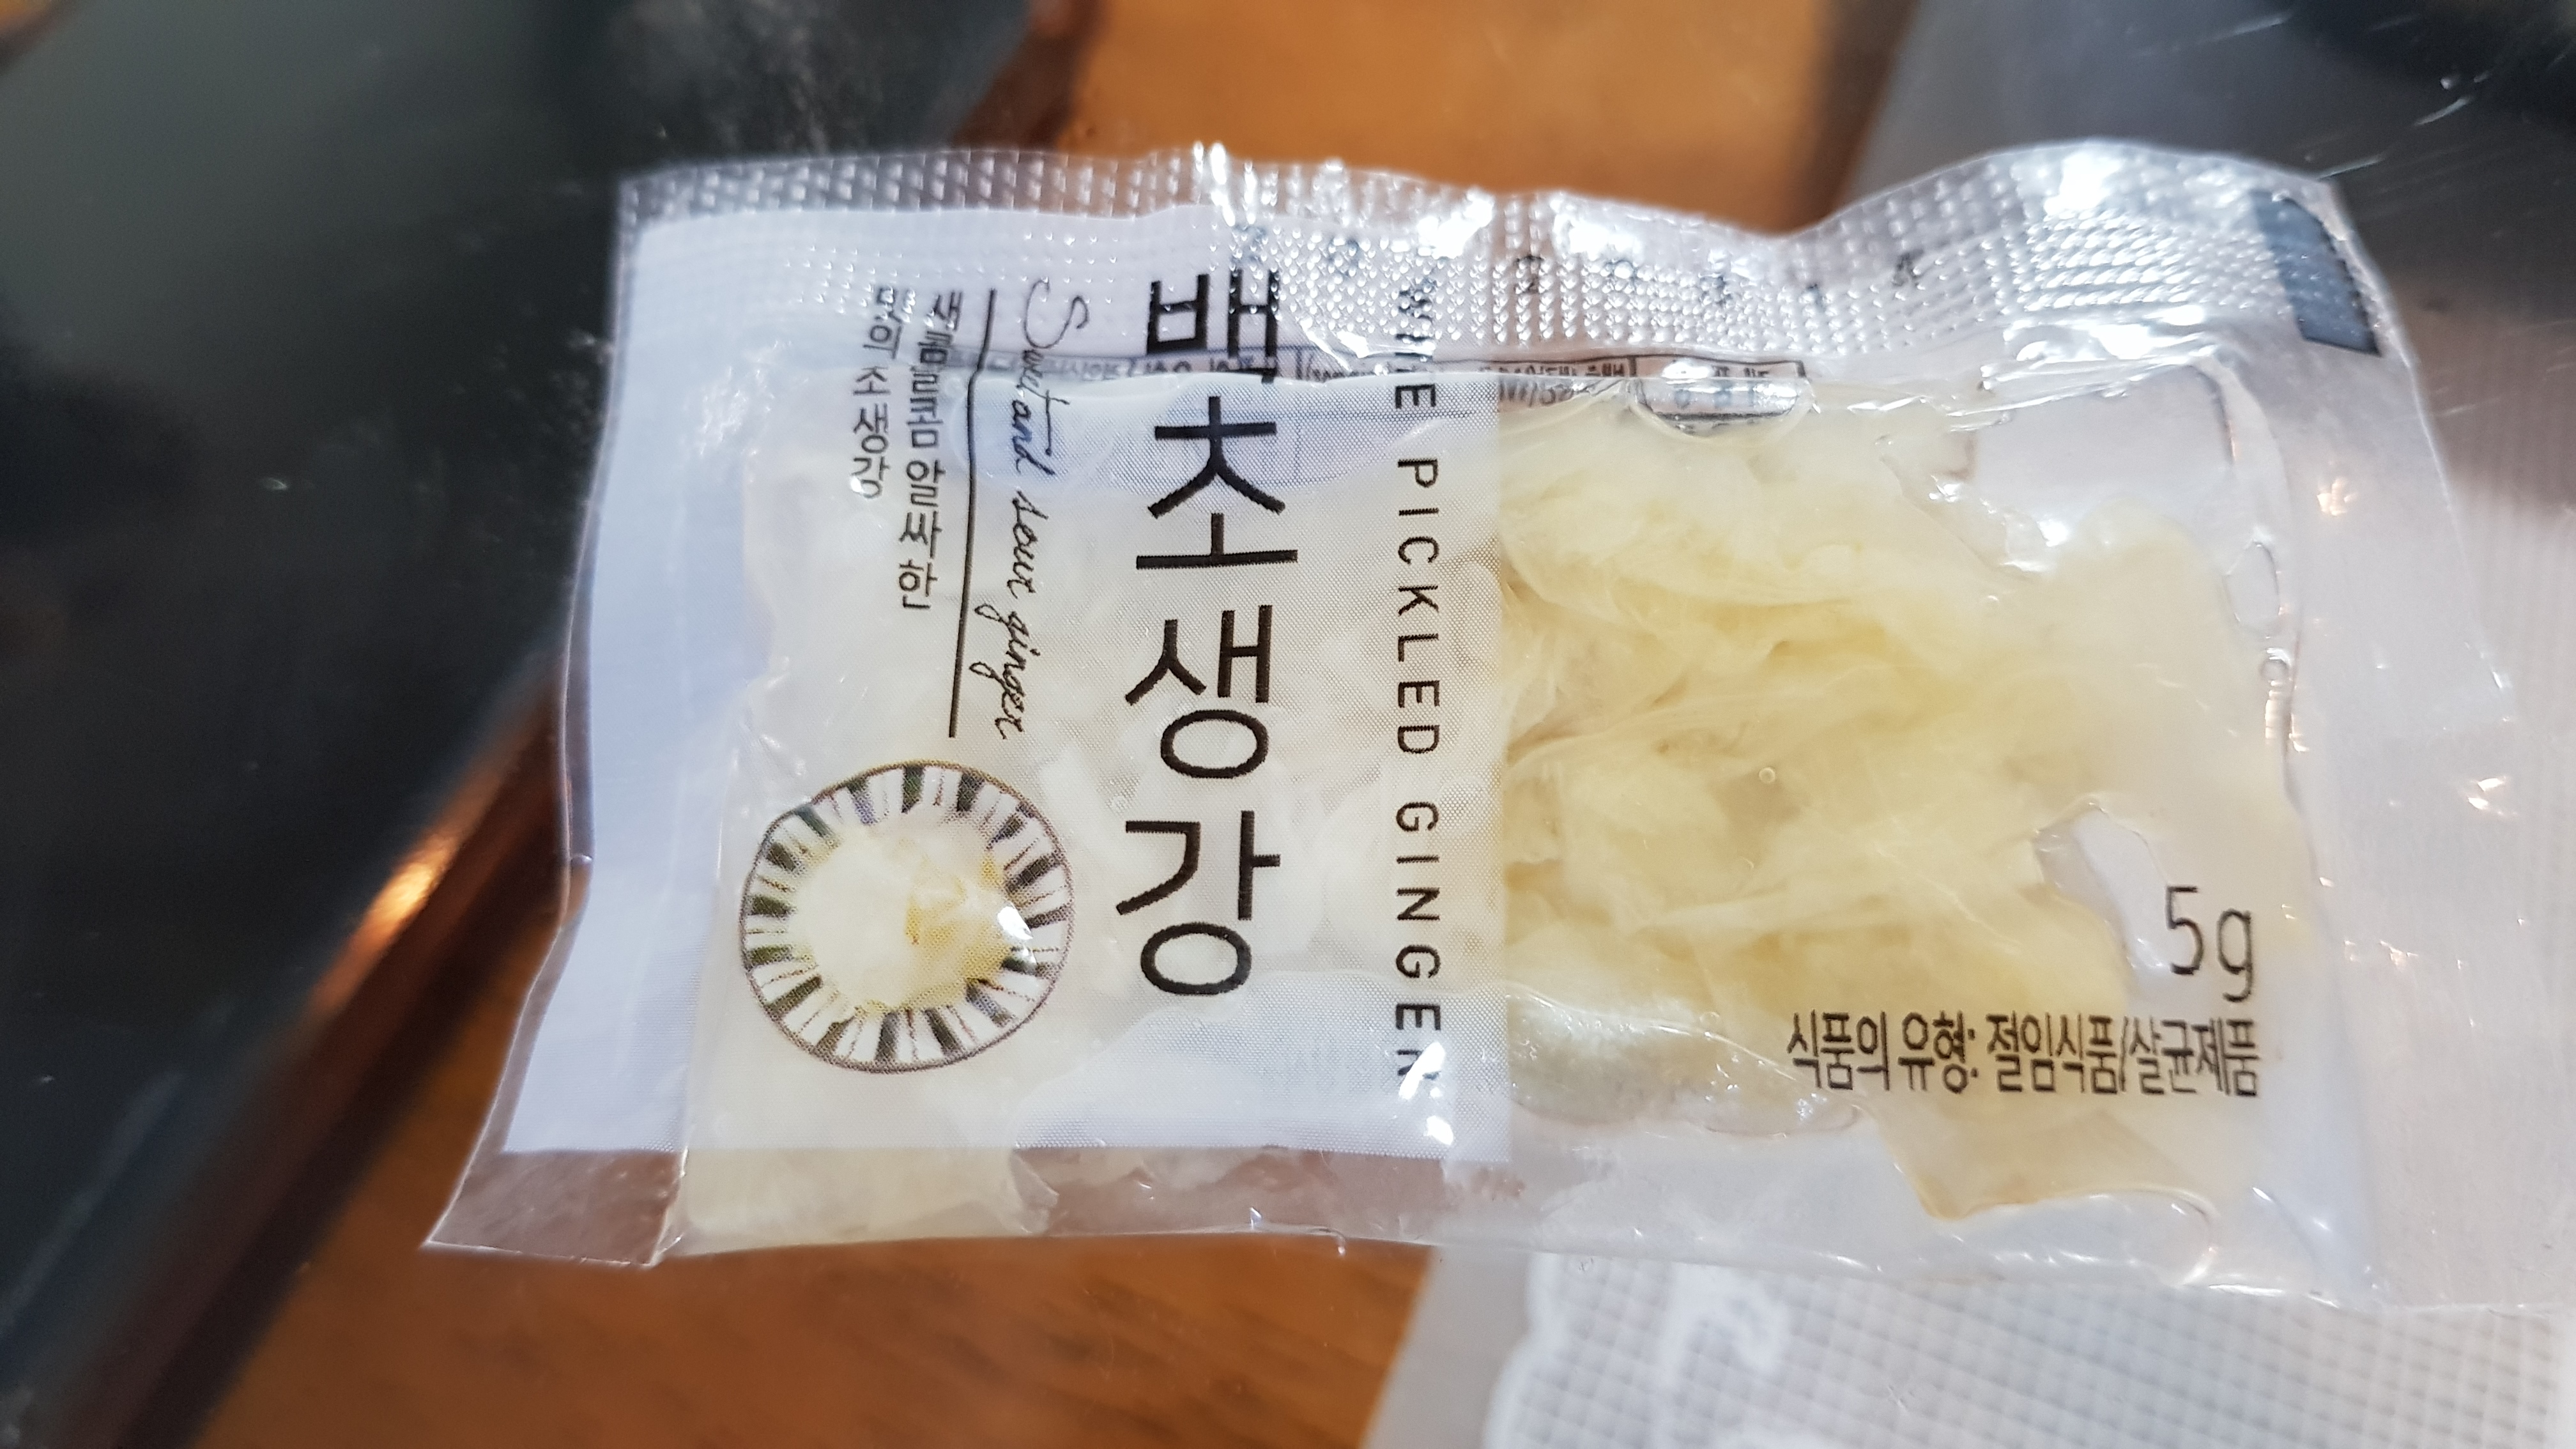 WHITE PICKLED GINGER
백초생강
Sweet and sour ginger
새콤달콤 알싸한
맛의 초생강
5g
식품의 유형: 절임식품/살균제품